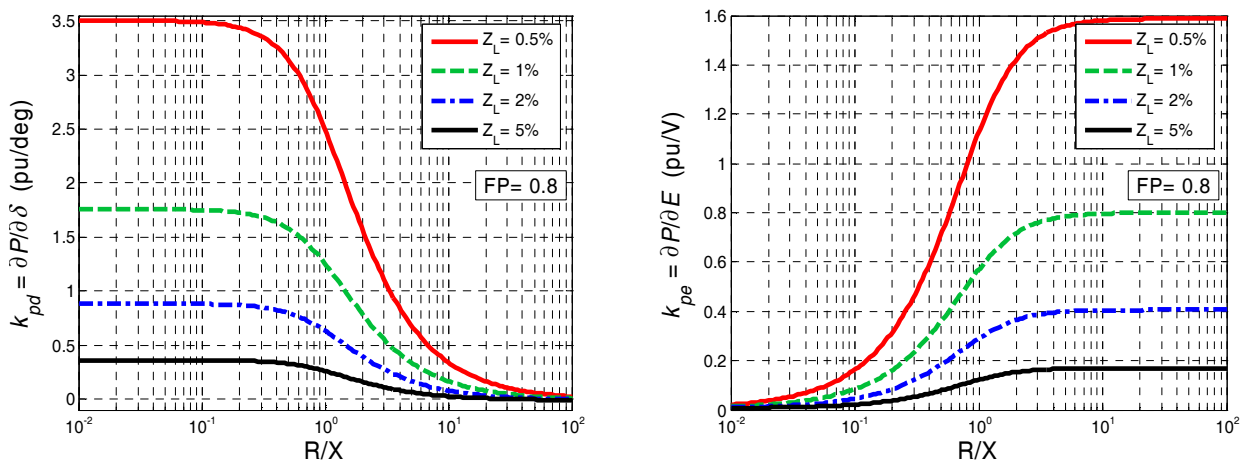 3.5
3
2.5
2
1.5
1
0.5
0
k_pd = ∂P/∂δ (pu/deg)
Z_L = 0.5%
Z_L = 1%
Z_L = 2%
Z_L = 5%
FP= 0.8
10^-2
10^-1
10^0
10^1
10^2
R/X
1.6
1.4
1.2
1
0.8
0.6
0.4
0.2
0
k_pe = ∂P/∂E (pu/V)
Z_L = 0.5%
Z_L = 1%
Z_L = 2%
Z_L = 5%
FP= 0.8
10^-2
10^-1
10^0
10^1
10^2
R/X